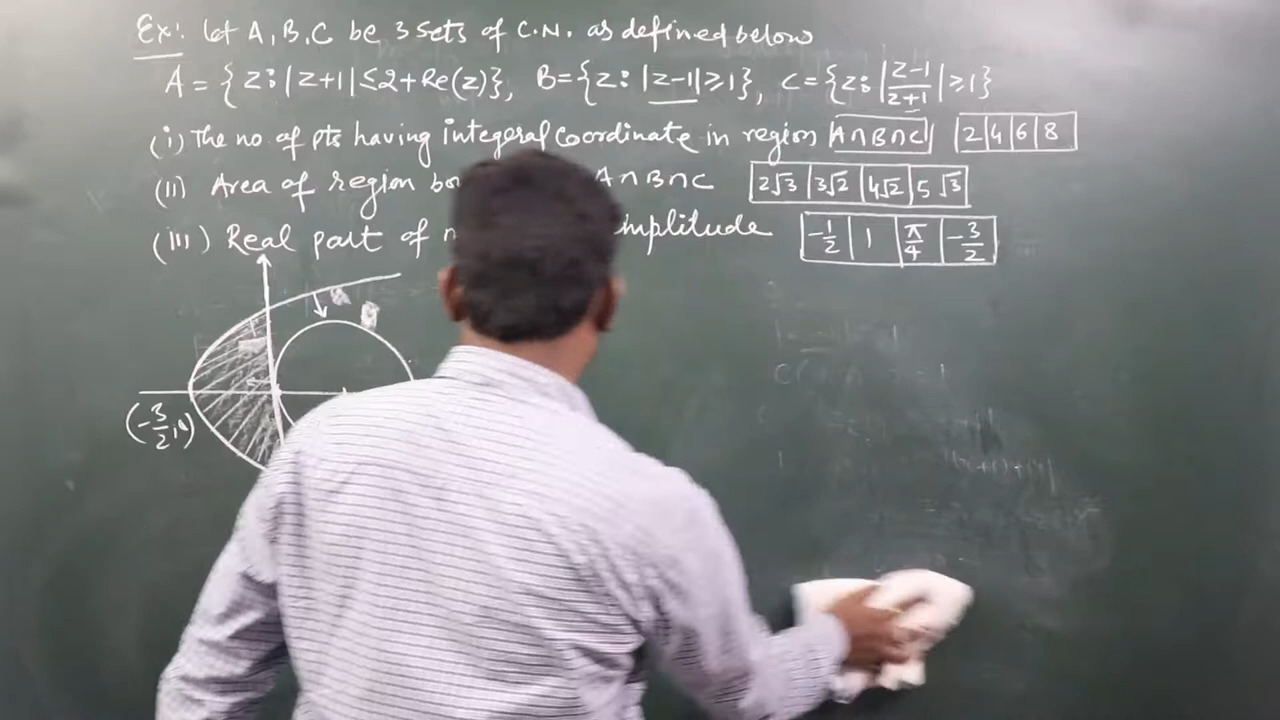 Ex:. let A, B, C be 3 sets of C.N. as defined below
A = {z: |z+1| ≤ 2+Re(z)}, B={z: |z-1| ≥ 1}, C={z: |z-1/z+1| ≥ 1}
(i) The no. of pts having integeral coordinate in region A∩B∩C 2 4 6 8
(II) Area of region A∩B∩C 2√3 3√2 4√2 5√3
(III) Real part of mplitude -1/2 1 π/4 -3/2
(-3/2, 0)